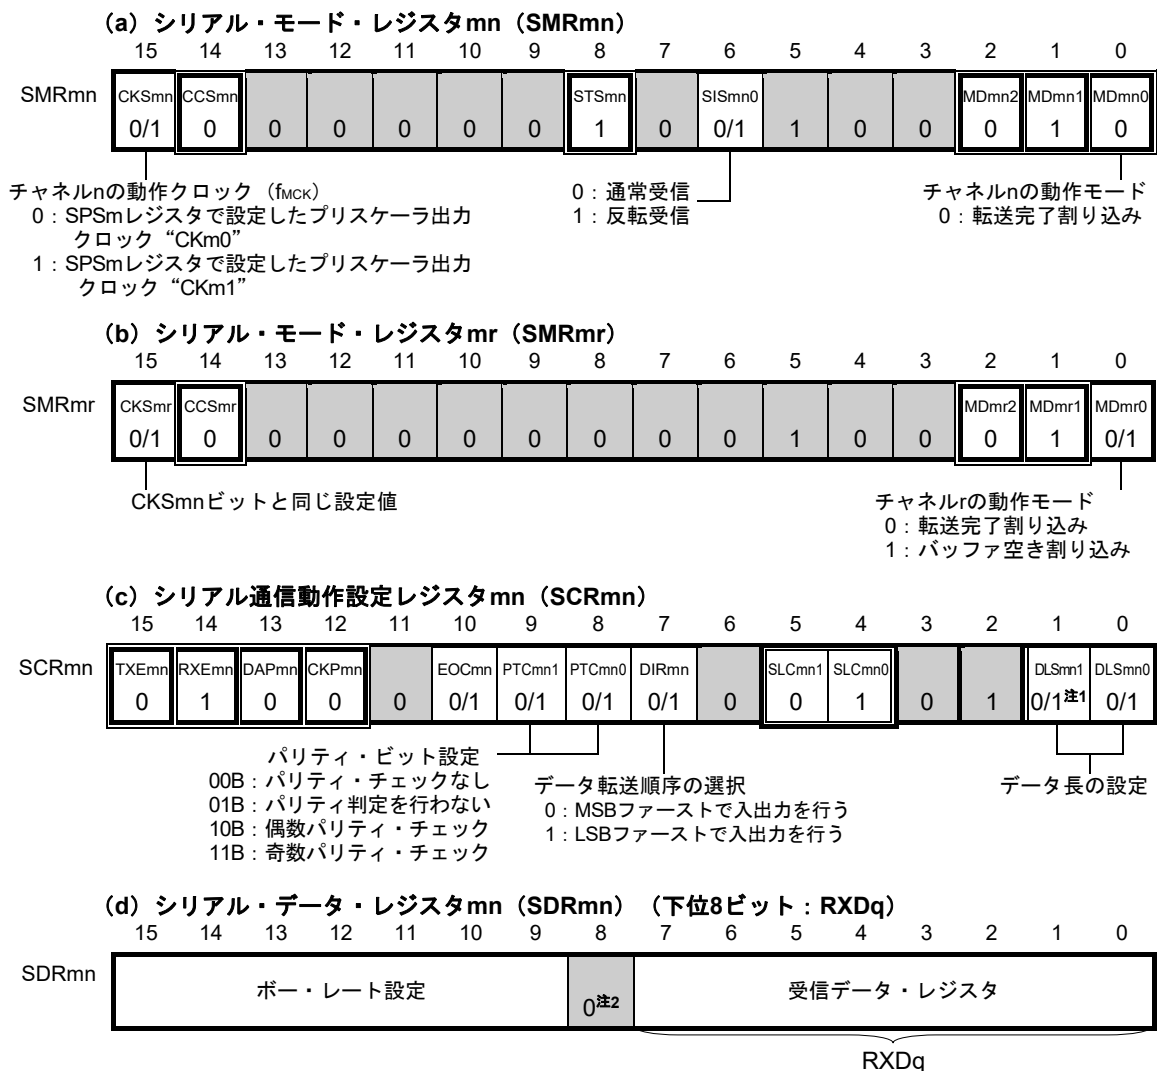 (a) シリアル・モード・レジスタmn (SMRmn)
15 14 13 12 11 10 9 8 7 6 5 4 3 2 1 0
SMRmn CKSmn CCSmn STSmn SISmn0 MDmn2 MDmn1 MDmn0
0/1 0 0 0 0 0 0 1 0 0/1 1 0 0 0 1 0
チャネルnの動作クロック (fMCK)
0:SPSmレジスタで設定したプリスケーラ出力
クロック“CKm0”
1:SPSmレジスタで設定したプリスケーラ出力
クロック“CKm1”
0:通常受信
1:反転受信
チャネルnの動作モード
0:転送完了割り込み
(b) シリアル・モード・レジスタmr (SMRmr)
15 14 13 12 11 10 9 8 7 6 5 4 3 2 1 0
SMRmr CKSmr CCSmr MDmr2 MDmr1 MDmr0
0/1 0 0 0 0 0 0 0 0 0 1 0 0 0 1 0/1
CKSmnビットと同じ設定値
チャネルrの動作モード
0:転送完了割り込み
1:バッファ空き割り込み
(c) シリアル通信動作設定レジスタmn (SCRmn)
15 14 13 12 11 10 9 8 7 6 5 4 3 2 1 0
SCRmn TXEmn RXEmn DAPmn CKPmn EOCmn PTCmn1 PTCmn0 DIRmn SLCmn1 SLCmn0 DLSmn1 DLSmn0
0 1 0 0 0 0/1 0/1 0/1 0/1 0 0 1 0 1 0/1注1 0/1
パリティ・ビット設定
00B:パリティ・チェックなし
01B:パリティ判定を行わない
10B:偶数パリティ・チェック
11B:奇数パリティ・チェック
データ転送順序の選択
0:MSBファーストで入出力を行う
1:LSBファーストで入出力を行う
データ長の設定
(d) シリアル・データ・レジスタmn (SDRmn) (下位8ビット:RXDq)
15 14 13 12 11 10 9 8 7 6 5 4 3 2 1 0
SDRmn ボー・レート設定 0注2 受信データ・レジスタ
RXDq